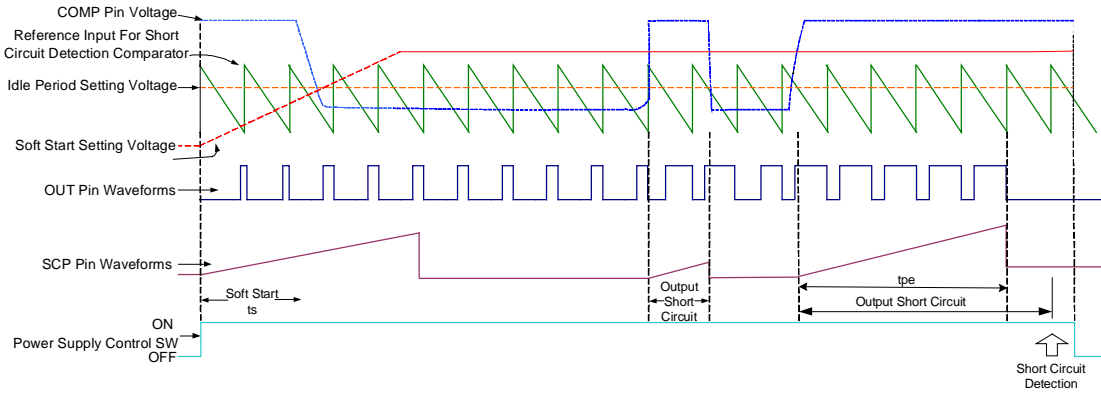 COMP Pin Voltage
Reference Input For Short
Circuit Detection Comparator
Idle Period Setting Voltage
Soft Start Setting Voltage
OUT Pin Waveforms
SCP Pin Waveforms
Soft Start
ts
Output
Short
Circuit
tpe
Output Short Circuit
ON
Power Supply Control SW
OFF
Short Circuit
Detection